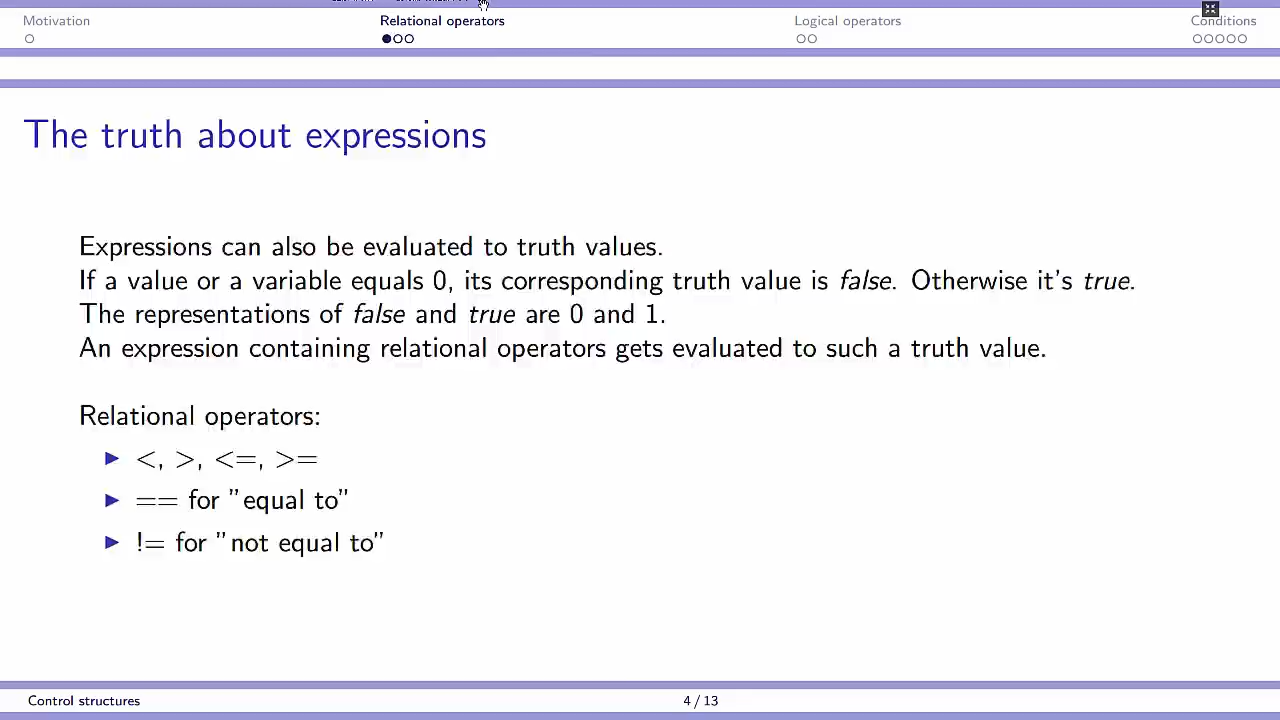 Motivation
Relational operators
Logical operators
Conditions
The truth about expressions
Expressions can also be evaluated to truth values.
If a value or a variable equals 0, its corresponding truth value is false. Otherwise it's true.
The representations of false and true are 0 and 1.
An expression containing relational operators gets evaluated to such a truth value.
Relational operators:
<, >, <=, >=
== for "equal to"
!= for "not equal to"
Control structures
4 / 13